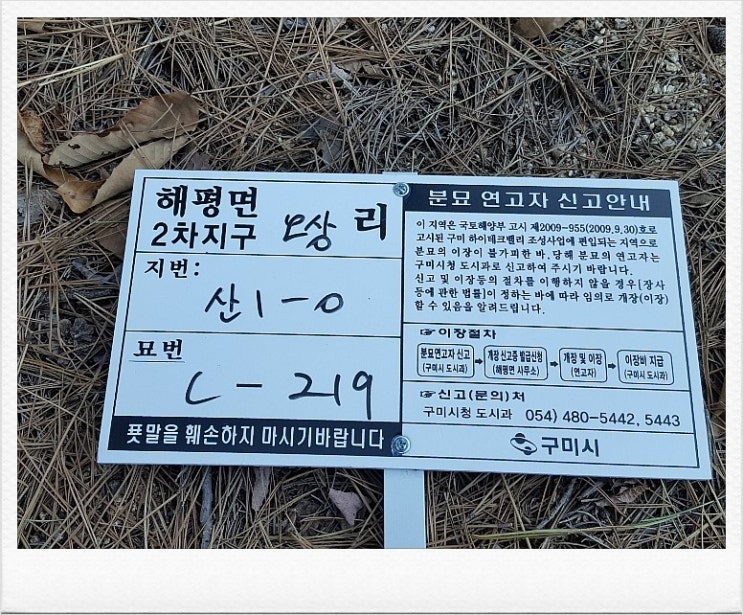 해평면
2차지구 오상 리
지번:
산1-0
묘번
L-219
푯말을 훼손하지 마시기바랍니다
분묘 연고자 신고안내
이 지역은 국토해양부 고시 제2009-955(2009.9.30)호로
고시된 구미 하이테크밸리 조성사업에 편입되는 지역으로
분묘의 이장이 불가피한 바, 당해 분묘의 연고자는
구미시청 도시과로 신고하여 주시기 바랍니다.
신고 및 이장등의 절차를 이행하지 않을 경우[장사
등에 관한 법률]이 정하는 바에 따라 임의로 개장(이장)
할 수 있음을 알려드립니다.
☞이장절차
분묘연고자 신고 ➡ 개장 신고증 발급신청 ➡ 개장 및 이장 ➡ 이장비 지급
(구미시 도시과) (해평면 사무소) (연고자) (구미시 도시과)
☞신고(문의)처
구미시청 도시과 054) 480-5442, 5443
구미시